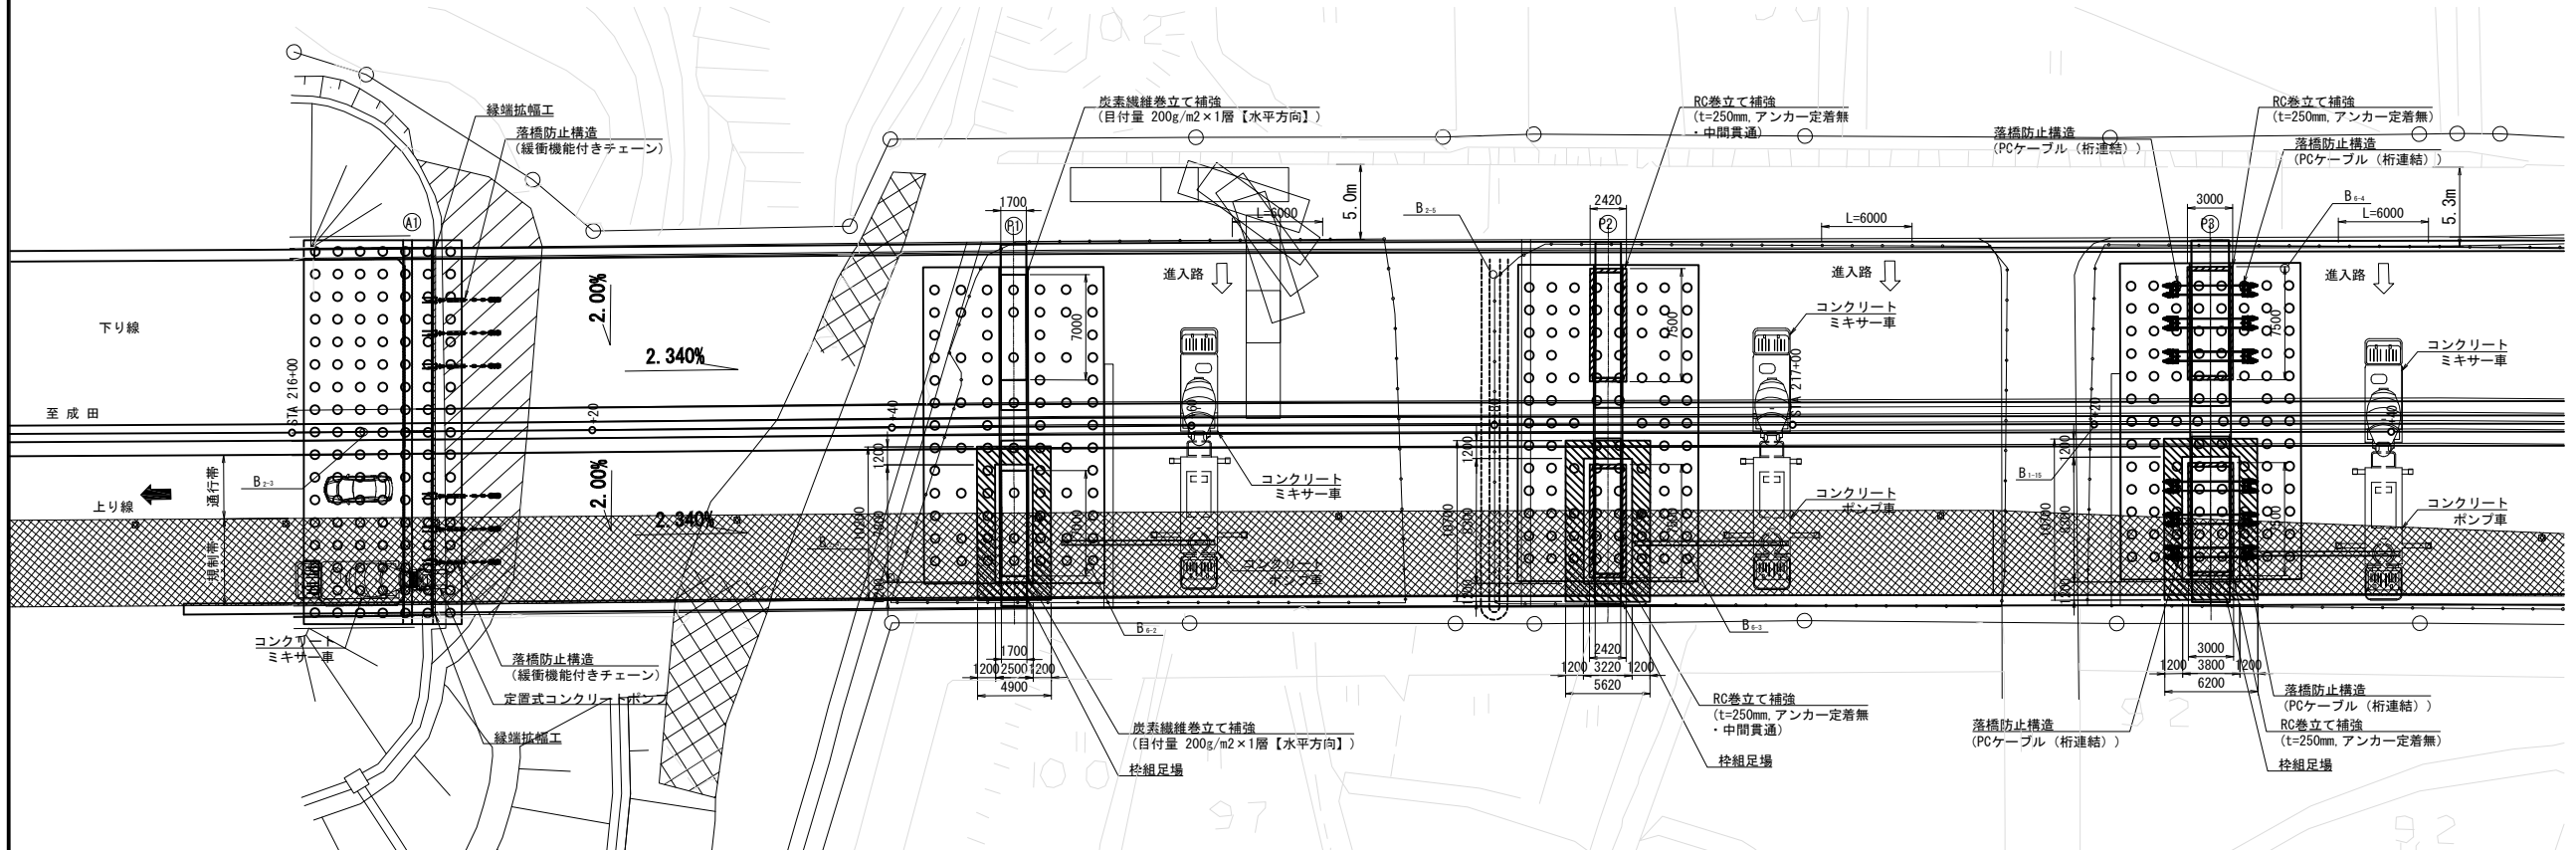 縁端拡幅工
落橋防止構造
(緩衝機能付きチェーン)
炭素繊維巻立て補強
(目付量 200g/m2×1層【水平方向】)
RC巻立て補強
(t=250mm,アンカー定着無
・中間貫通)
RC巻立て補強
(t=250mm,アンカー定着無)
落橋防止構造
(PCケーブル(桁連結))
落橋防止構造
(PCケーブル(桁連結))
A1
P1
P2
P3
1700
2420
3000
L=6000
5.0m
B2-5
L=6000
B6-4
L=6000
5.3m
進入路
進入路
進入路
下り線
2.00%
2.340%
7000
7500
7500
コンクリート
ミキサー車
コンクリート
ミキサー車
STA 216+00
至 成 田
+20
+40
STA 217+00
+20
+40
通行帯
B2-3
上り線
規制帯
2.00%
2.340%
1200
1200
1200
コンクリート
ミキサー車
コンクリート
ポンプ車
B1-15
コンクリート
ポンプ車
10700
8300
10700
8300
7500
コンクリート
ポンプ車
1200
1200
コンクリート
ミキサー車
落橋防止構造
(緩衝機能付きチェーン)
定置式コンクリートポンプ
縁端拡幅工
B6-2
B6-3
1700
1200 2500 1200
4900
2420
1200 3220 1200
5620
3000
1200 3800 1200
6200
炭素繊維巻立て補強
(目付量 200g/m2×1層【水平方向】)
枠組足場
RC巻立て補強
(t=250mm,アンカー定着無
・中間貫通)
枠組足場
落橋防止構造
(PCケーブル(桁連結))
落橋防止構造
(PCケーブル(桁連結))
RC巻立て補強
(t=250mm,アンカー定着無)
枠組足場